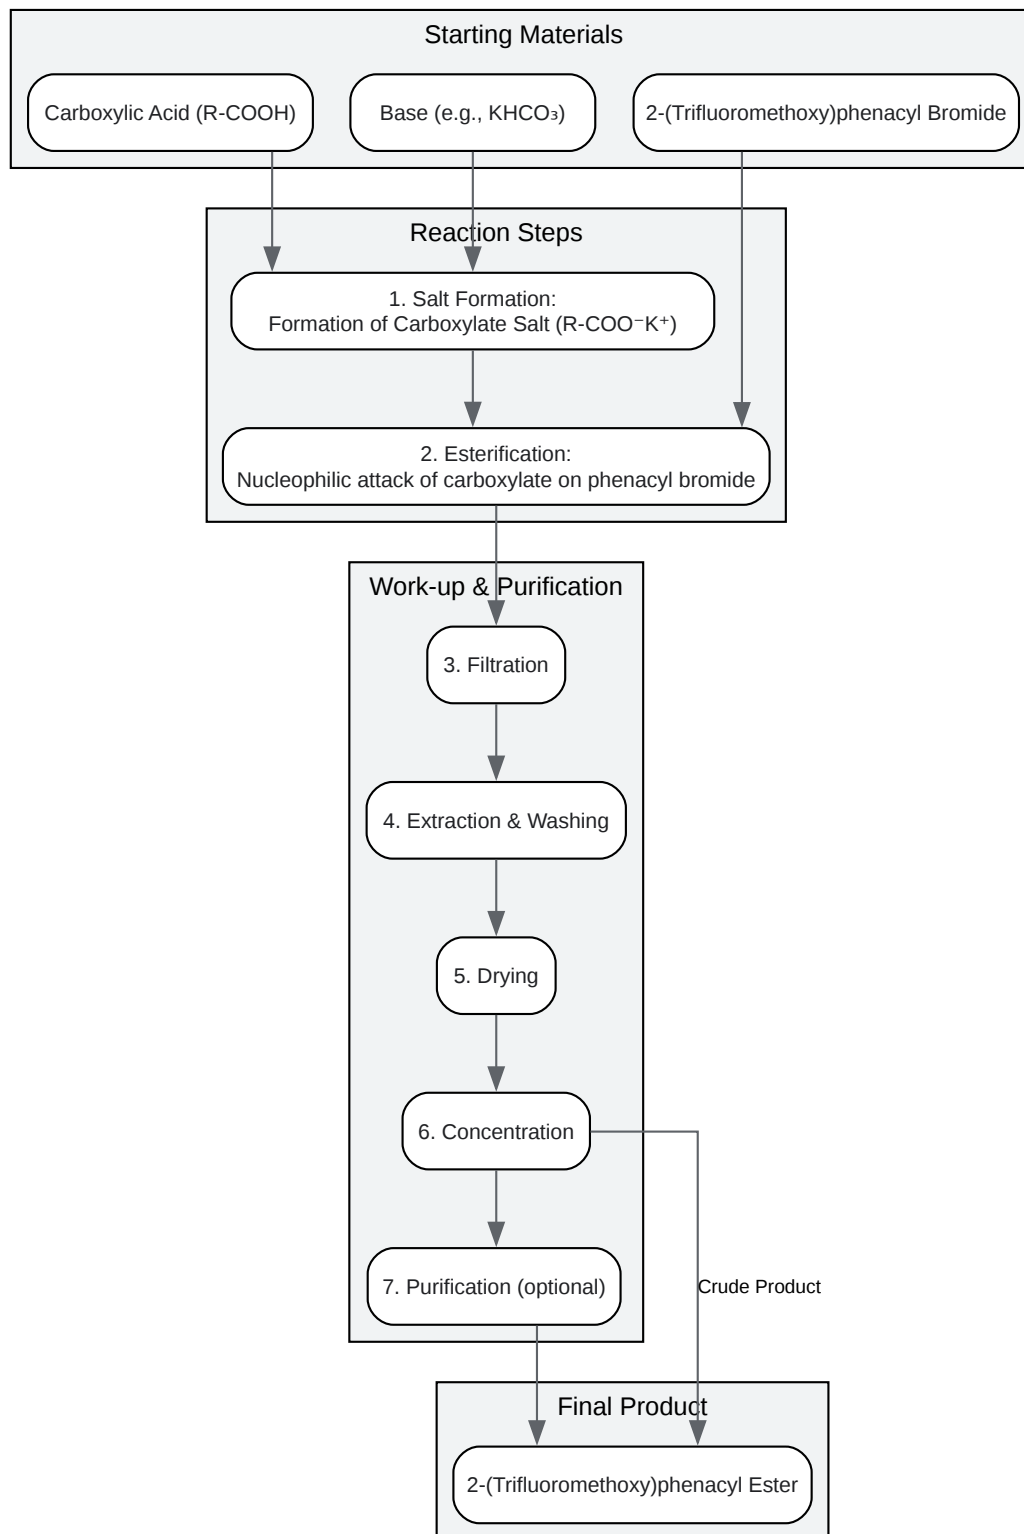 Starting Materials
Carboxylic Acid (R-COOH)
Base (e.g., KHCO₃)
2-(Trifluoromethoxy)phenacyl Bromide
Reaction Steps
1. Salt Formation:
Formation of Carboxylate Salt (R-COO⁻K⁺)
2. Esterification:
Nucleophilic attack of carboxylate on phenacyl bromide
Work-up & Purification
3. Filtration
4. Extraction & Washing
5. Drying
6. Concentration
7. Purification (optional)
Crude Product
Final Product
2-(Trifluoromethoxy)phenacyl Ester